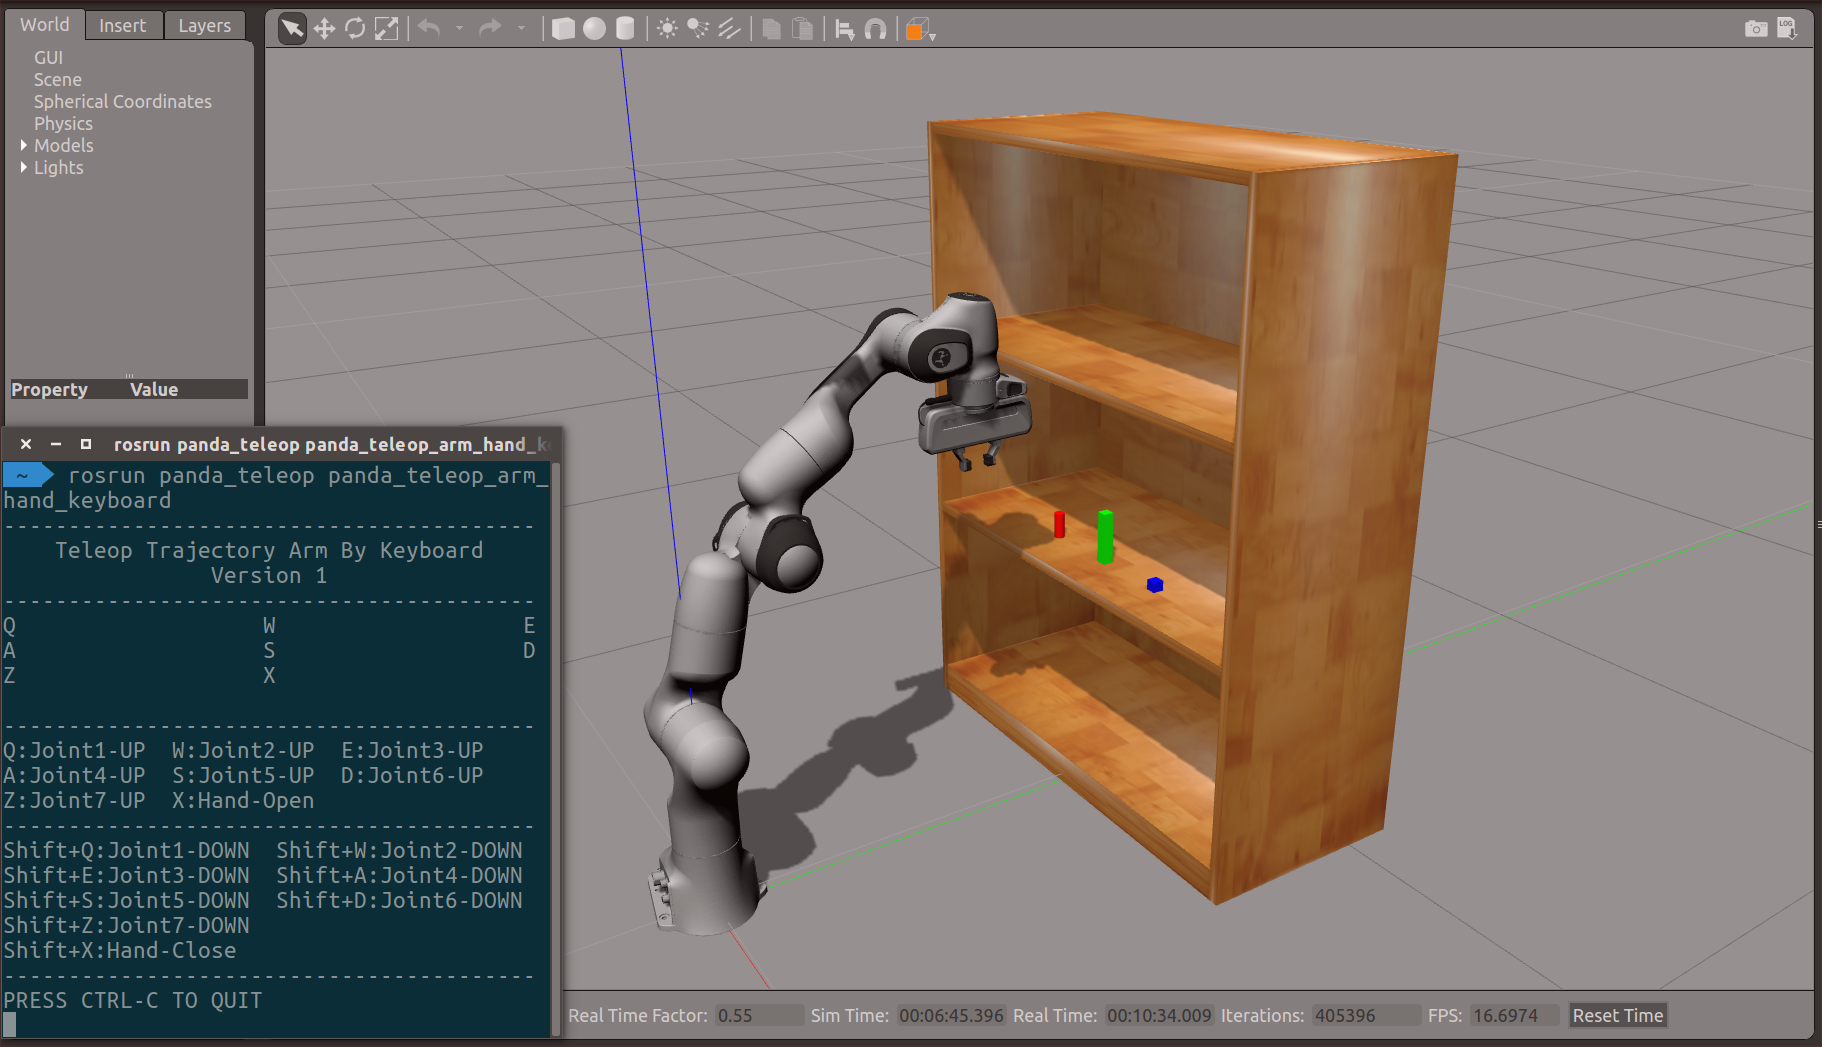 World Insert Layers
GUI
Scene
Spherical Coordinates
Physics
Models
Lights
Property Value
LOG
rosrun panda_teleop panda_teleop_arm_hand_k
~ rosrun panda_teleop panda_teleop_arm_
hand_keyboard
----------------------------------------
Teleop Trajectory Arm By Keyboard
Version 1
----------------------------------------
Q W E
A S D
Z X
----------------------------------------
Q:Joint1-UP W:Joint2-UP E:Joint3-UP
A:Joint4-UP S:Joint5-UP D:Joint6-UP
Z:Joint7-UP X:Hand-Open
----------------------------------------
Shift+Q:Joint1-DOWN Shift+W:Joint2-DOWN
Shift+E:Joint3-DOWN Shift+A:Joint4-DOWN
Shift+S:Joint5-DOWN Shift+D:Joint6-DOWN
Shift+Z:Joint7-DOWN
Shift+X:Hand-Close
----------------------------------------
PRESS CTRL-C TO QUIT
Real Time Factor: 0.55 Sim Time: 00:06:45.396 Real Time: 00:10:34.009 Iterations: 405396 FPS: 16.6974 Reset Time